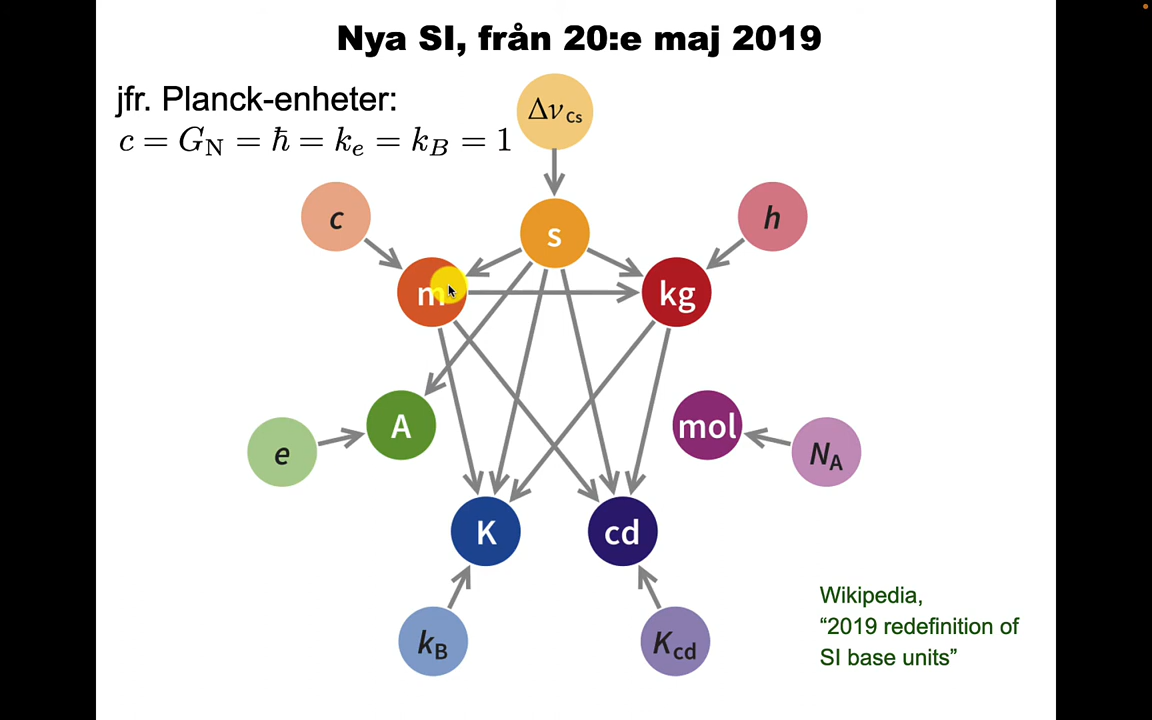 Nya SI, från 20:e maj 2019
jfr. Planck-enheter:
c = G_N = ħ = k_e = k_B = 1
Δν_Cs
c
h
s
m
kg
A
mol
e
N_A
K
cd
k_B
K_cd
Wikipedia,
“2019 redefinition of
SI base units”